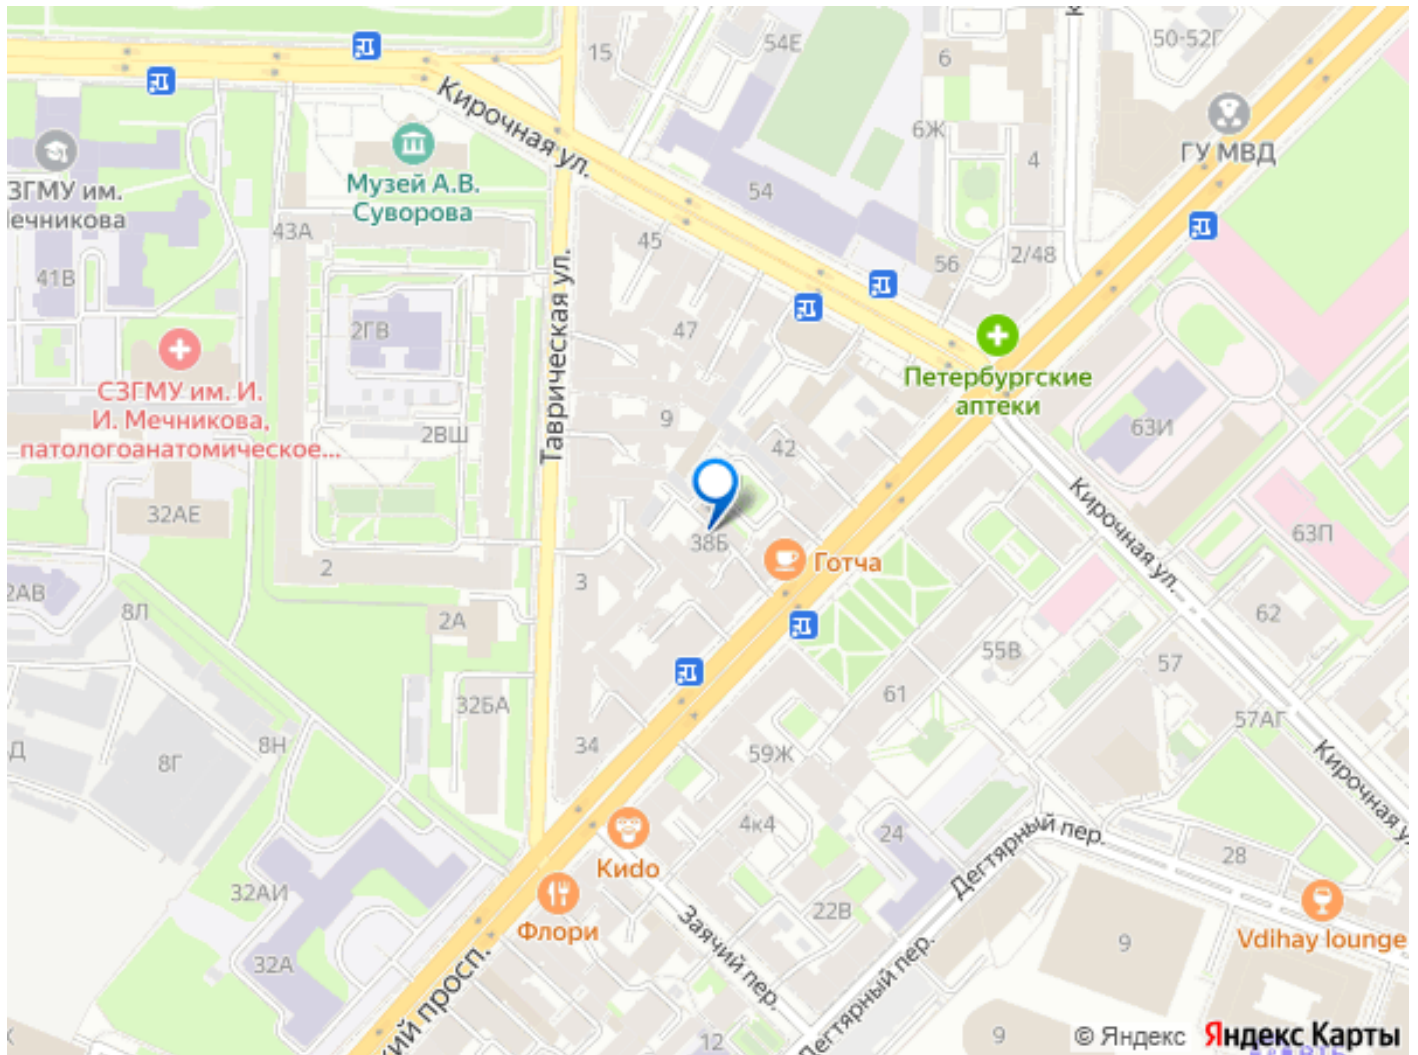 15
54Е
50-52Г
6
Кирочная ул.
6Ж
4
ГУ МВД
СЗГМУ им.
Мечникова
Музей А.В.
Суворова
54
43А
45
56
2/48
41В
Таврическая ул.
2ГВ
47
Петербургские
аптеки
СЗГМУ им. И.
И. Мечникова,
патологоанатомическое...
2ВШ
9
42
63И
32АЕ
Кирочная ул.
63П
38Б
Готча
2
3
2АВ
8Л
2А
62
55В
57
32БА
61
57АГ
8Н
34
8Г
59Ж
Кирочная у
4к4
24
Дегтярный пер.
28
Кидо
32АИ
Флори
22В
Заячий пер.
9
Vdihay lounge
32А
Дегтярный пер.
кий просп.
12
9
© Яндекс Яндекс Карты